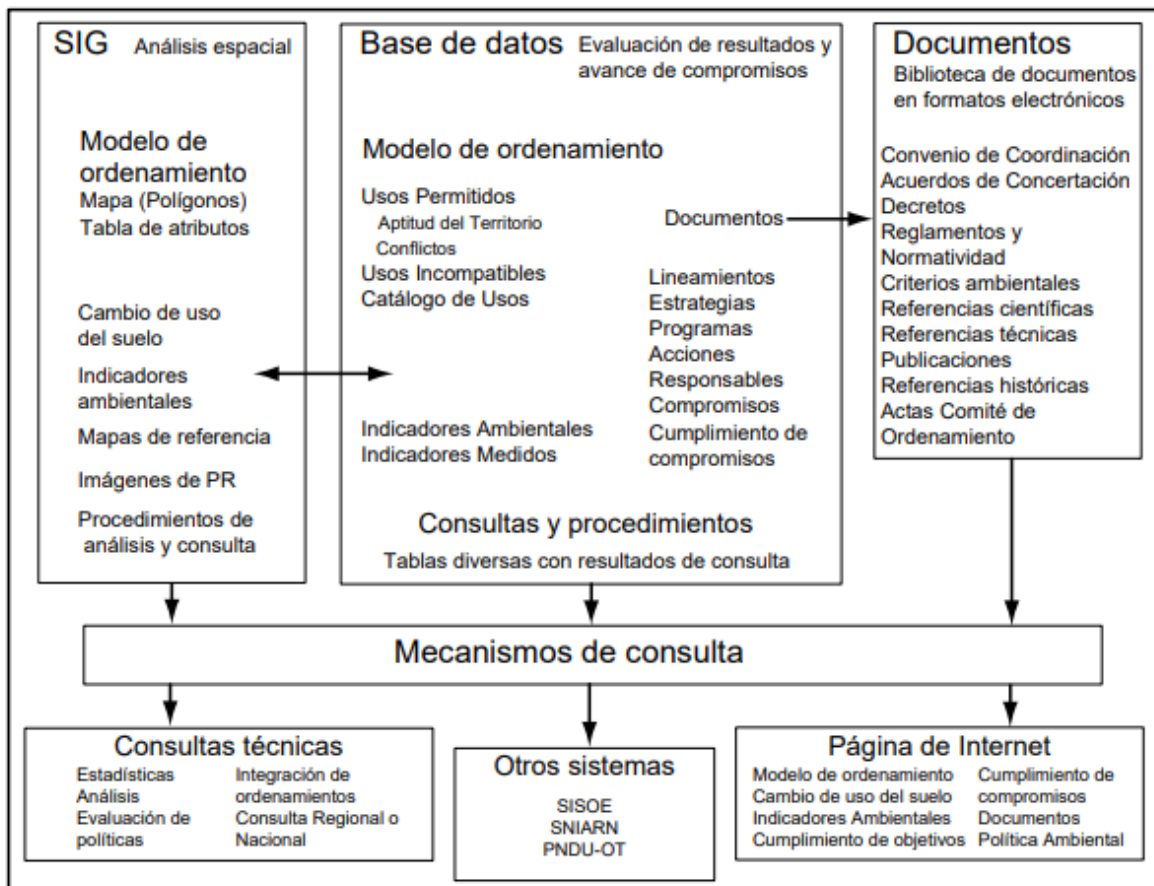 SIG
Análisis espacial
Modelo de
ordenamiento
Mapa (Polígonos)
Tabla de atributos
Cambio de uso
del suelo
Indicadores
ambientales
Mapas de referencia
Imágenes de PR
Procedimientos de
análisis y consulta
Base de datos
Evaluación de resultados y
avance de compromisos
Modelo de ordenamiento
Usos Permitidos
Aptitud del Territorio
Conflictos
Usos Incompatibles
Catálogo de Usos
Indicadores Ambientales
Indicadores Medidos
Documentos
Lineamientos
Estrategias
Programas
Acciones
Responsables
Compromisos
Cumplimiento de
compromisos
Consultas y procedimientos
Tablas diversas con resultados de consulta
Documentos
Biblioteca de documentos
en formatos electrónicos
Convenio de Coordinación
Acuerdos de Concertación
Decretos
Reglamentos y
Normatividad
Criterios ambientales
Referencias científicas
Referencias técnicas
Publicaciones
Referencias históricas
Actas Comité de
Ordenamiento
Mecanismos de consulta
Consultas técnicas
Estadísticas
Análisis
Evaluación de
políticas
Integración de
ordenamientos
Consulta Regional o
Nacional
Otros sistemas
SISOE
SNIARN
PNDU-OT
Página de Internet
Modelo de ordenamiento
Cambio de uso del suelo
Indicadores Ambientales
Cumplimiento de objetivos
Cumplimiento de
compromisos
Documentos
Política Ambiental